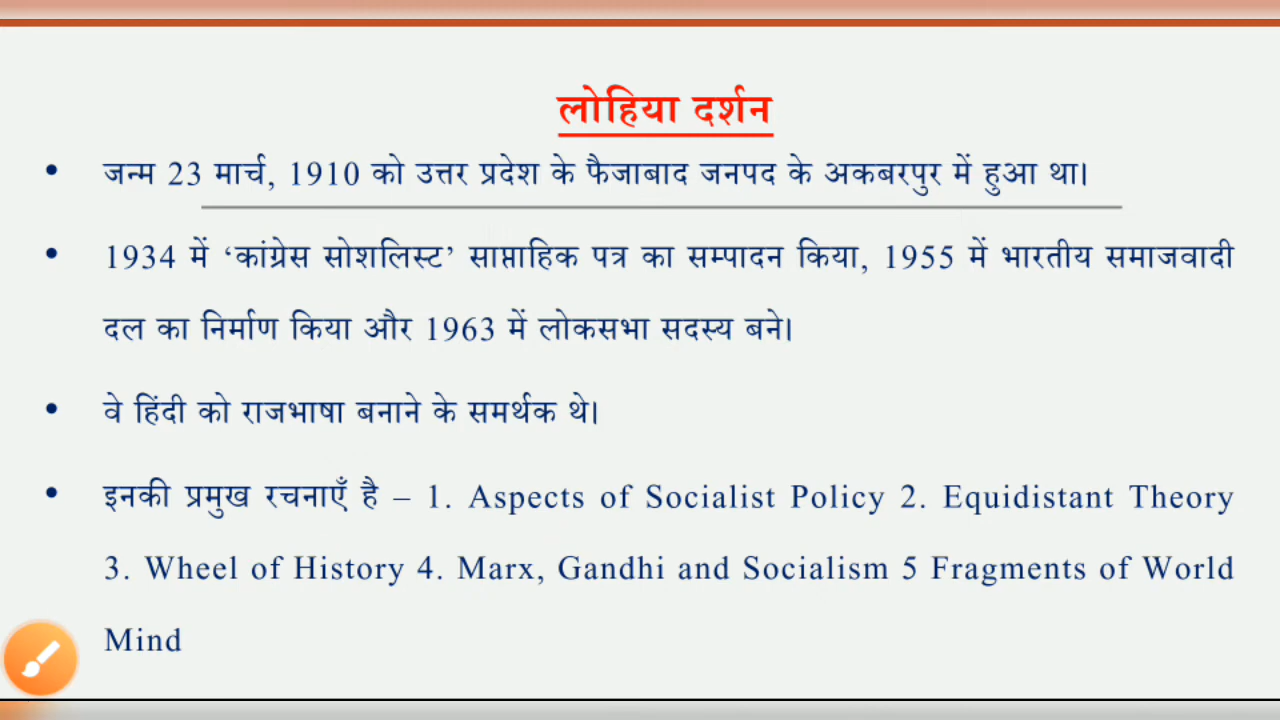 लोहिया दर्शन
• जन्म 23 मार्च, 1910 को उत्तर प्रदेश के फैजाबाद जनपद के अकबरपुर में हुआ था।
• 1934 में ‘कांग्रेस सोशलिस्ट’ साप्ताहिक पत्र का सम्पादन किया, 1955 में भारतीय समाजवादी
दल का निर्माण किया और 1963 में लोकसभा सदस्य बने।
• वे हिंदी को राजभाषा बनाने के समर्थक थे।
• इनकी प्रमुख रचनाएँ है – 1. Aspects of Socialist Policy 2. Equidistant Theory
3. Wheel of History 4. Marx, Gandhi and Socialism 5 Fragments of World
Mind